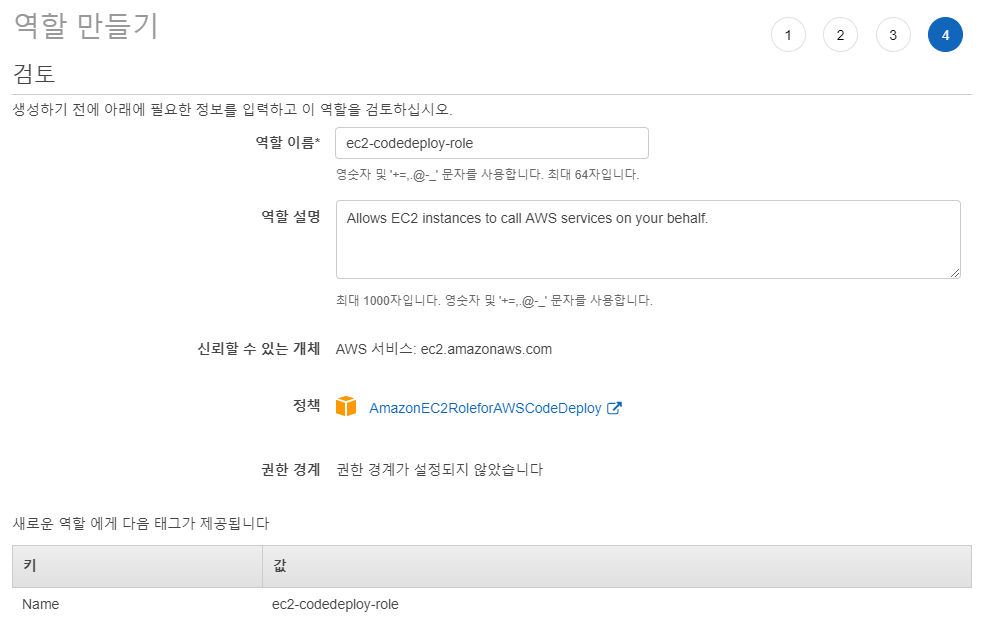 역할 만들기
1 2 3 4
검토
생성하기 전에 아래에 필요한 정보를 입력하고 이 역할을 검토하십시오.
역할 이름* ec2-codedeploy-role
영숫자 및 '+=,.@-_' 문자를 사용합니다. 최대 64자입니다.
역할 설명 Allows EC2 instances to call AWS services on your behalf.
최대 1000자입니다. 영숫자 및 '+=,.@-_' 문자를 사용합니다.
신뢰할 수 있는 개체 AWS 서비스: ec2.amazonaws.com
정책 AmazonEC2RoleforAWSCodeDeploy
권한 경계 권한 경계가 설정되지 않았습니다
새로운 역할 에게 다음 태그가 제공됩니다
키 값
Name ec2-codedeploy-role